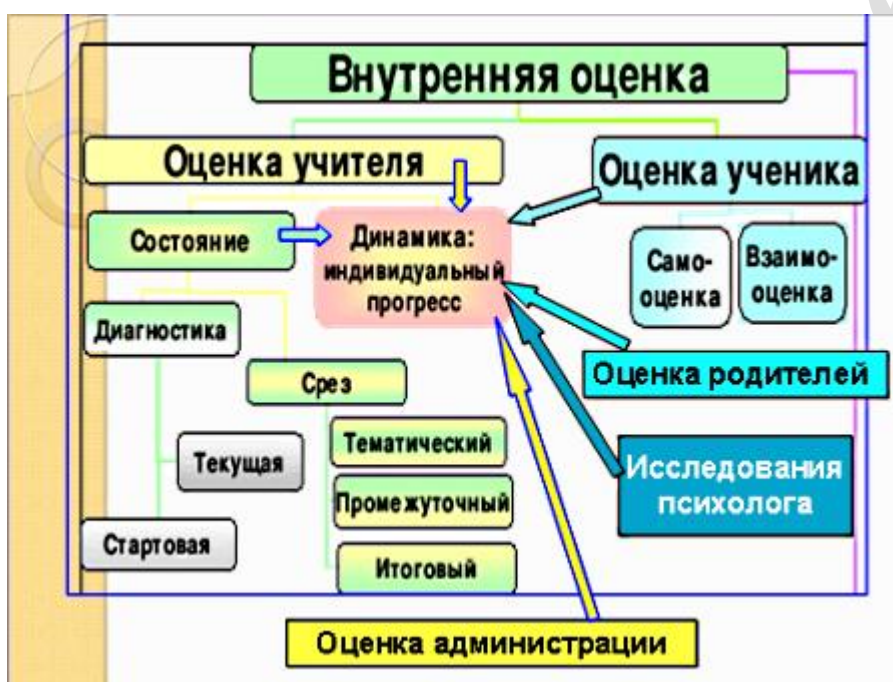 Внутренняя оценка
Оценка учителя
Оценка ученика
Состояние
Динамика:
индивидуальный
прогресс
Само-
оценка
Взаимо-
оценка
Диагностика
Срез
Оценка родителей
Тематический
Текущая
Исследования
психолога
Промежуточный
Стартовая
Итоговый
Оценка администрации